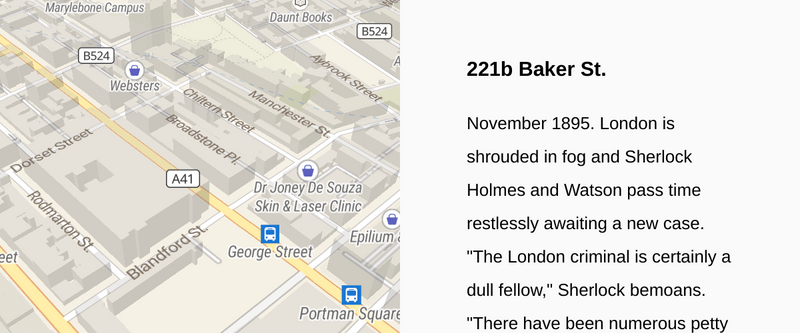 Marylebone Campus
Daunt Books
B524
B524
Websters
Aybrook Street
Chiltern Street
Manchester St.
Broadstone Pl.
Dorset Street
A41
Dr Joney De Souza
Skin & Laser Clinic
Rodmarton St.
Blandford St.
George Street
Epilium &
eet
Portman Square
221b Baker St.
November 1895. London is
shrouded in fog and Sherlock
Holmes and Watson pass time
restlessly awaiting a new case.
"The London criminal is certainly a
dull fellow," Sherlock bemoans.
"There have been numerous petty